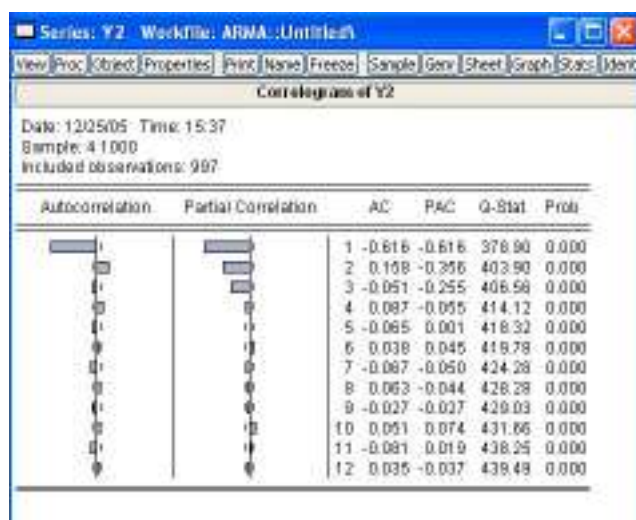 Series: Y2 Workfile: ARMA::Untitled\
View Proc Object Properties Print Name Freeze Sample Genr Sheet Graph Stats Ident
Correlogram of Y2
Date: 12/25/05 Time: 15:37
Sample: 4 1000
Included observations: 997
Autocorrelation Partial Correlation AC PAC Q-Stat Prob
1 -0.616 -0.616 378.90 0.000
2 0.158 -0.356 403.90 0.000
3 -0.051 -0.255 406.56 0.000
4 0.087 -0.055 414.12 0.000
5 -0.065 0.001 418.32 0.000
6 0.038 0.045 419.78 0.000
7 -0.067 -0.050 424.28 0.000
8 0.063 -0.044 428.28 0.000
9 -0.027 -0.027 429.03 0.000
10 0.051 0.074 431.66 0.000
11 -0.081 0.019 438.25 0.000
12 0.035 -0.037 439.49 0.000